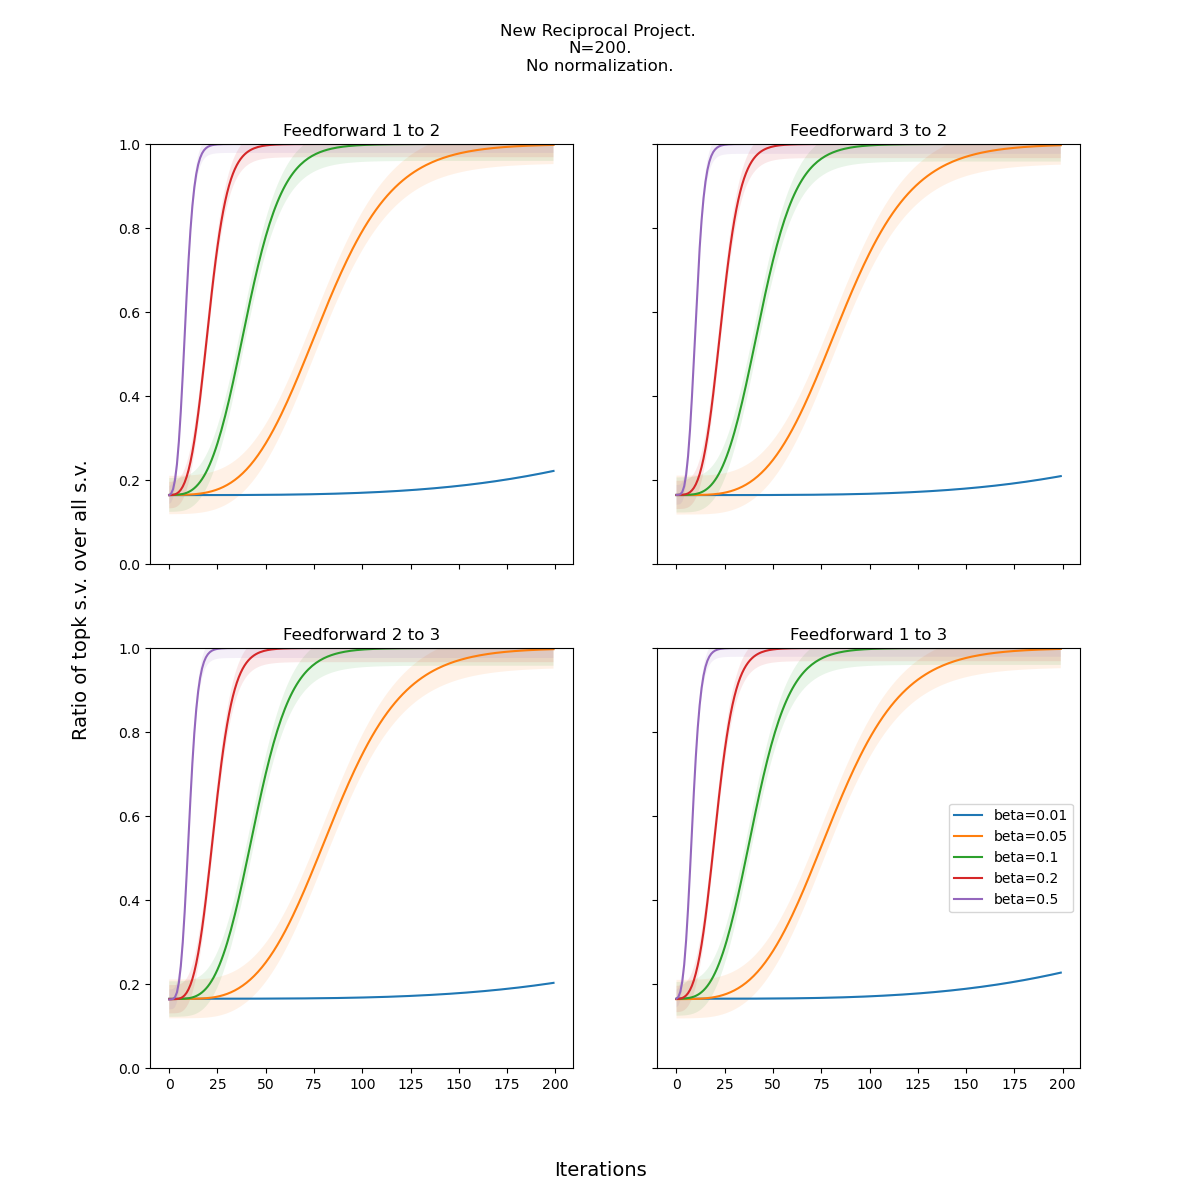 New Reciprocal Project.
N=200.
No normalization.
Feedforward 1 to 2
Feedforward 3 to 2
1.0
0.8
0.6
0.4
0.2
0.0
Ratio of topk s.v. over all s.v.
Feedforward 2 to 3
Feedforward 1 to 3
1.0
0.8
0.6
0.4
0.2
0.0
beta=0.01
beta=0.05
beta=0.1
beta=0.2
beta=0.5
0 25 50 75 100 125 150 175 200
0 25 50 75 100 125 150 175 200
Iterations